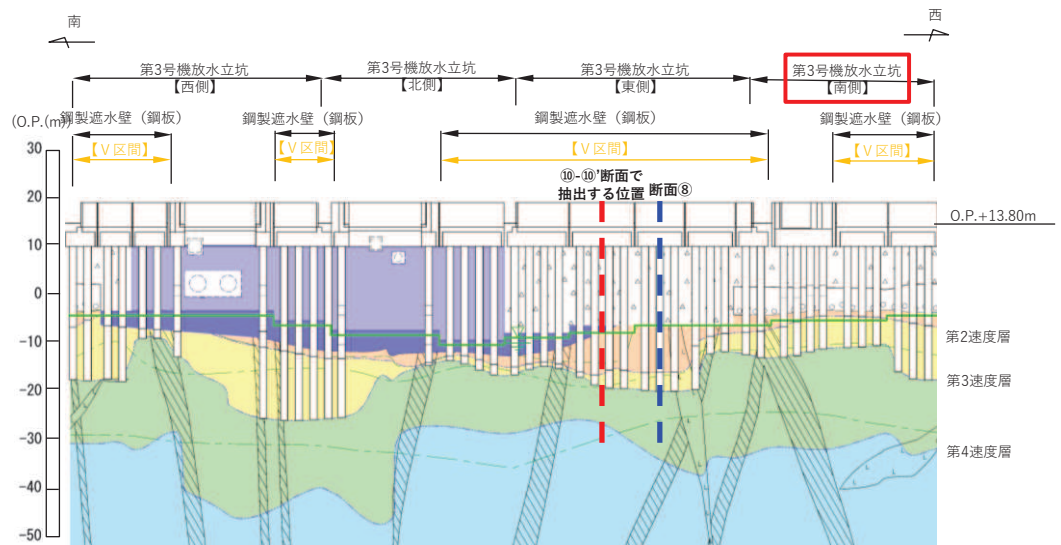 南
西
第3号機放水立坑
【西側】
第3号機放水立坑
【北側】
第3号機放水立坑
【東側】
第3号機放水立坑
【南側】
(O.P.(m))
鋼製遮水壁（鋼板）
鋼製遮水壁（鋼板）
鋼製遮水壁（鋼板）
鋼製遮水壁（鋼板）
【Ⅴ区間】
【Ⅴ区間】
【Ⅴ区間】
【Ⅴ区間】
⑩-⑩'断面で
抽出する位置
断面⑧
O.P.+13.80m
30
20
10
0
-10
-20
-30
-40
-50
第2速度層
第3速度層
第4速度層